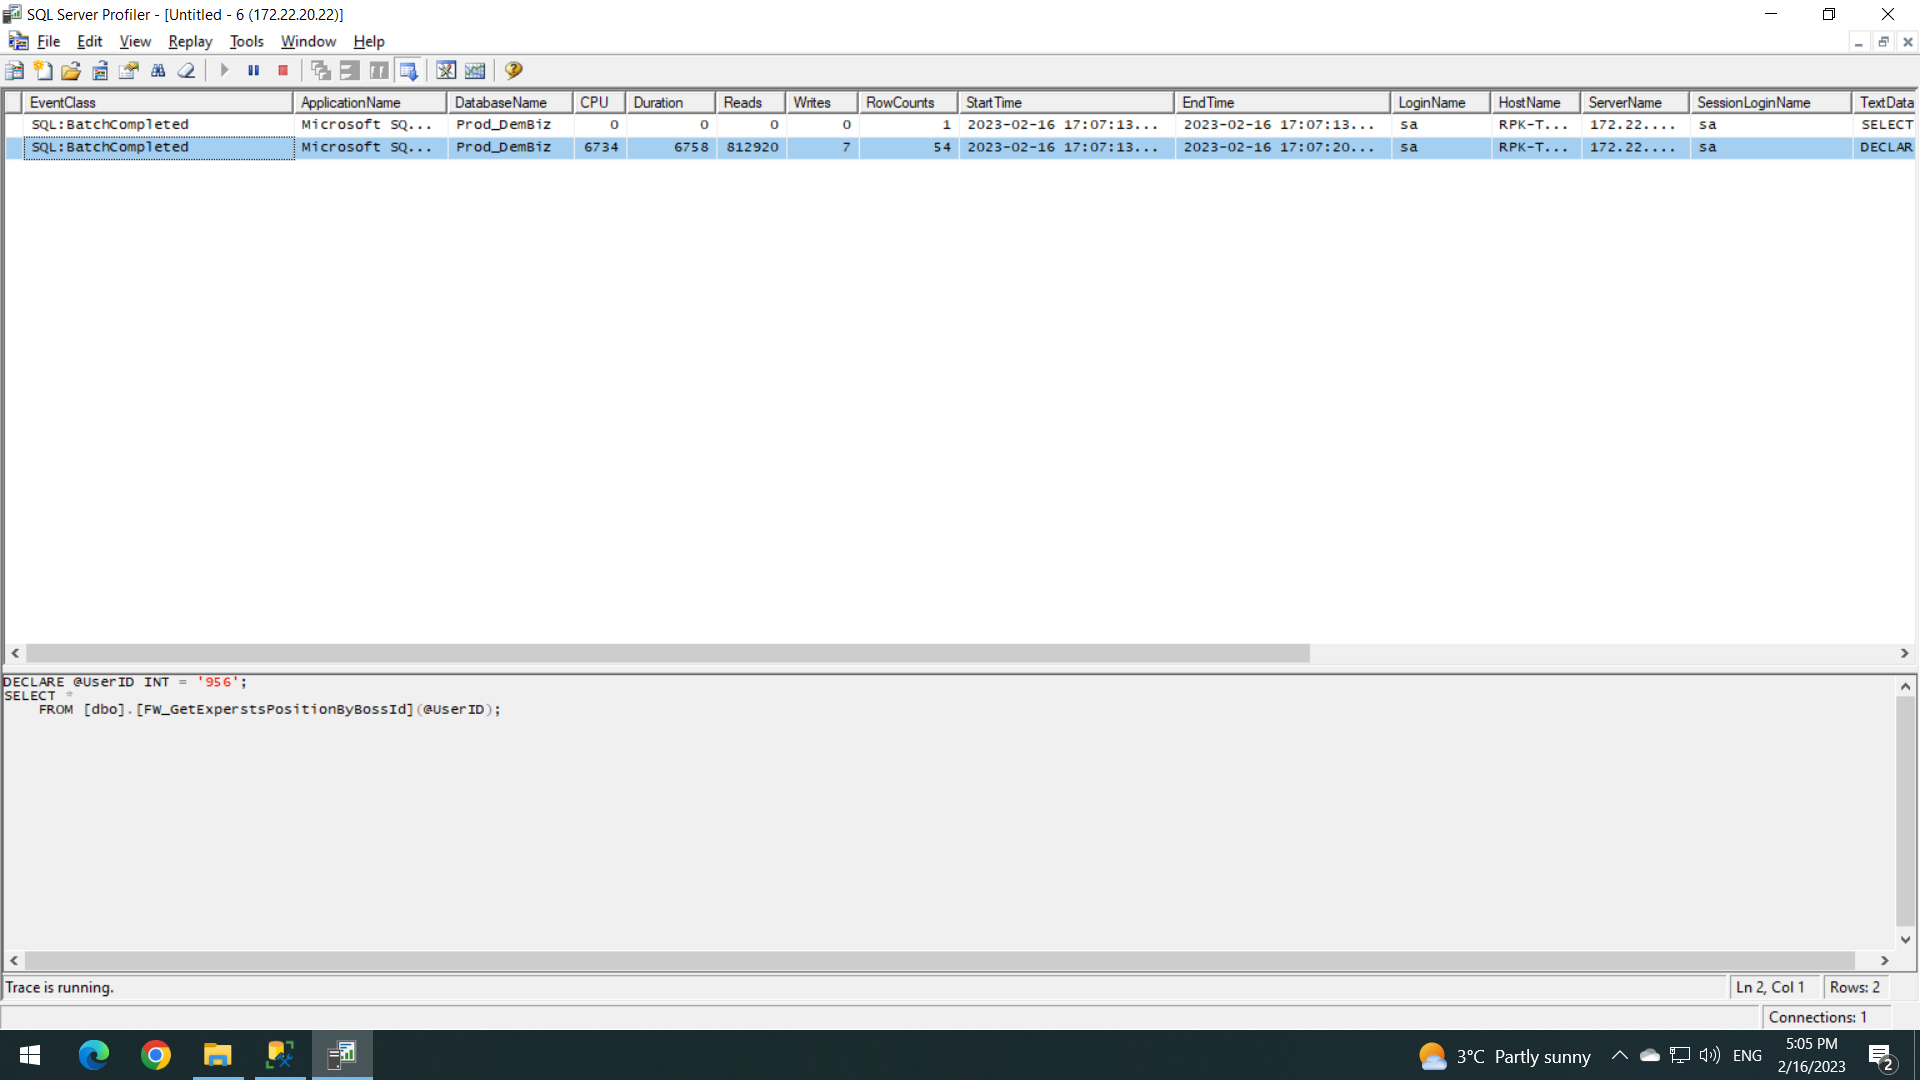 SQL Server Profiler - [Untitled - 6 (172.22.20.22)]
File Edit View Replay Tools Window Help
EventClass ApplicationName DatabaseName CPU Duration Reads Writes RowCounts StartTime EndTime LoginName HostName ServerName SessionLoginName TextData
SQL:BatchCompleted Microsoft SQ... Prod_DemBiz 0 0 0 0 1 2023-02-16 17:07:13... 2023-02-16 17:07:13... sa RPK-T... 172.22.... sa SELECT
SQL:BatchCompleted Microsoft SQ... Prod_DemBiz 6734 6758 812920 7 54 2023-02-16 17:07:13... 2023-02-16 17:07:20... sa RPK-T... 172.22.... sa DECLAR
DECLARE @UserID INT = '956';
SELECT *
FROM [dbo].[FW_GetExperstsPositionByBossId](@UserID);
Trace is running.
Ln 2, Col 1 Rows: 2
Connections: 1
3°C Partly sunny ENG 5:05 PM
2/16/2023 2